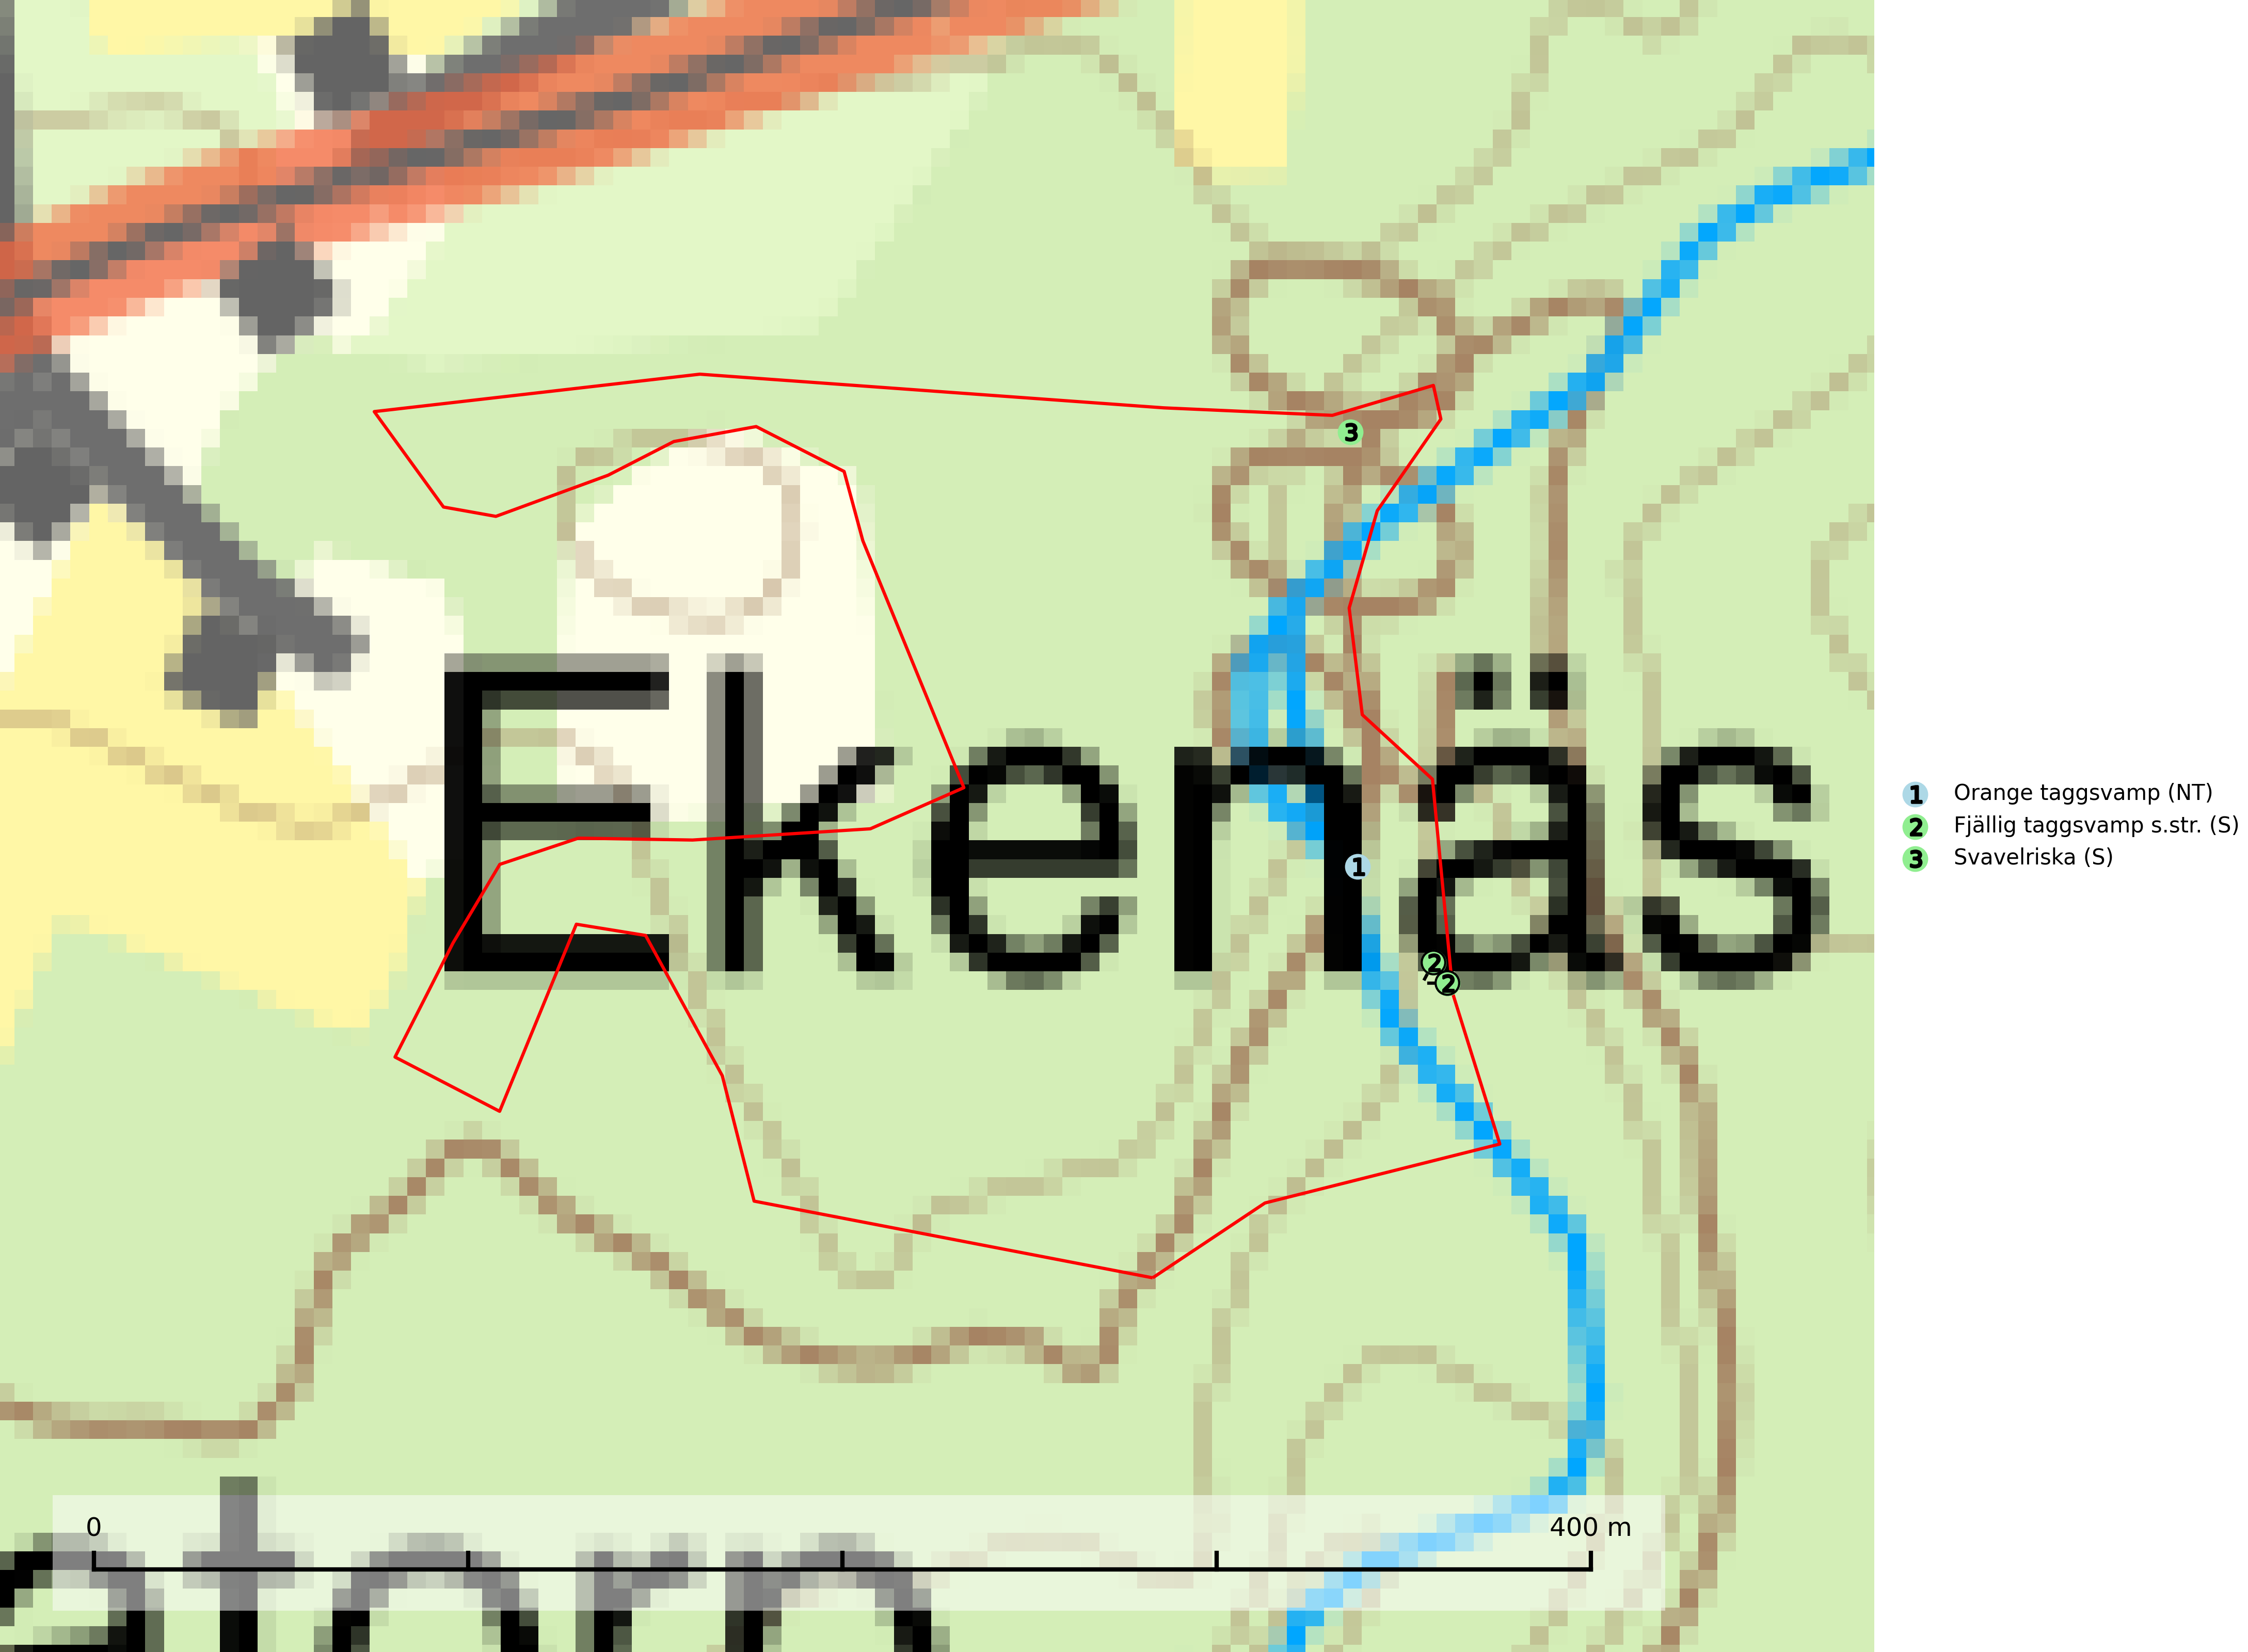 3
Ekenäs
1
2
2
1 Orange taggsvamp (NT)
2 Fjällig taggsvamp s.str. (S)
3 Svavelriska (S)
0 400 m